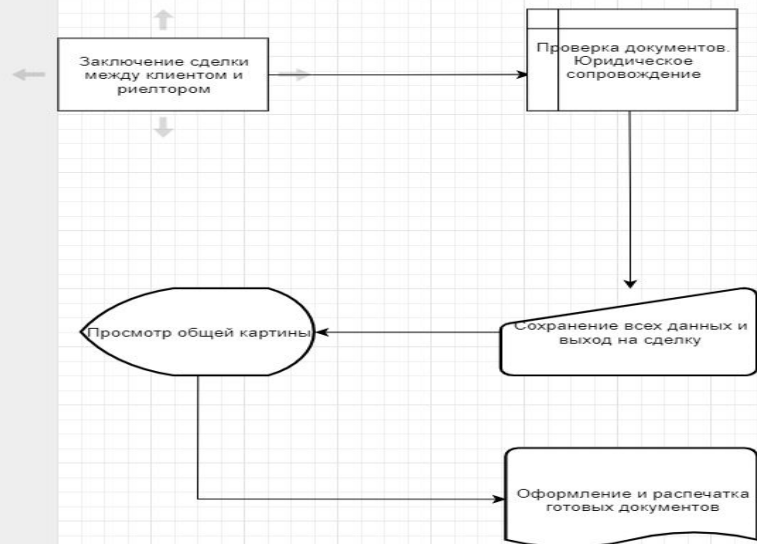 Заключение сделки
между клиентом и
риелтором
Проверка документов.
Юридическое
сопровождение
Просмотр общей картины
Сохранение всех данных и
выход на сделку
Оформление и распечатка
готовых документов